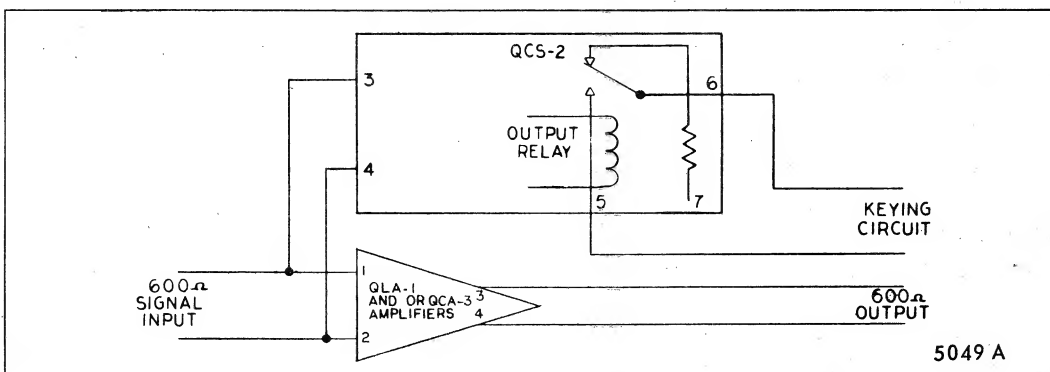 QCS-2
3
6
OUTPUT
RELAY
4
5
7
KEYING
CIRCUIT
600Ω
SIGNAL
INPUT
1
QLA-1
AND OR QCA-3
AMPLIFIERS
3
4
2
600Ω
OUTPUT
5049 A